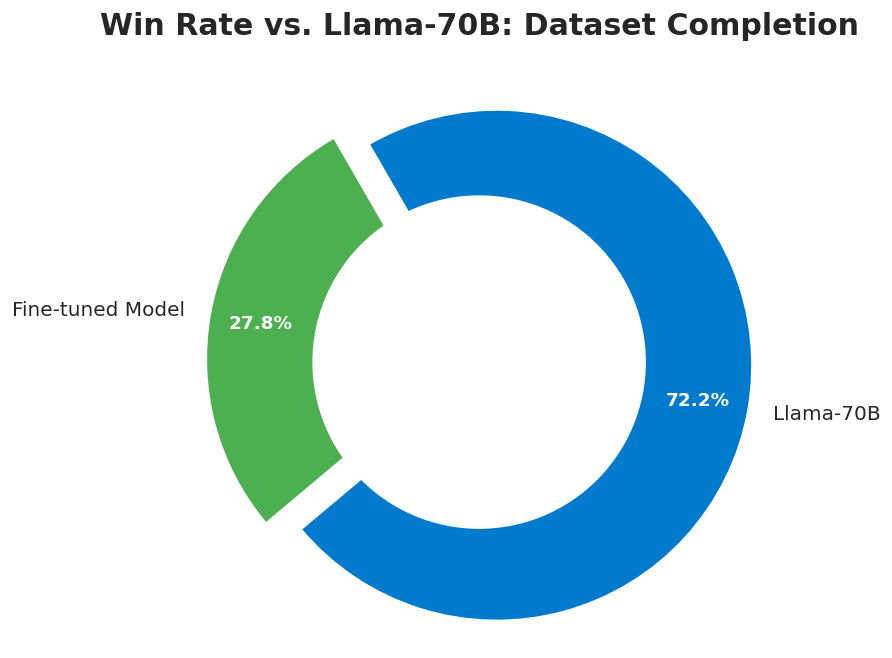 Win Rate vs. Llama-70B: Dataset Completion
Fine-tuned Model
27.8%
72.2%
Llama-70B